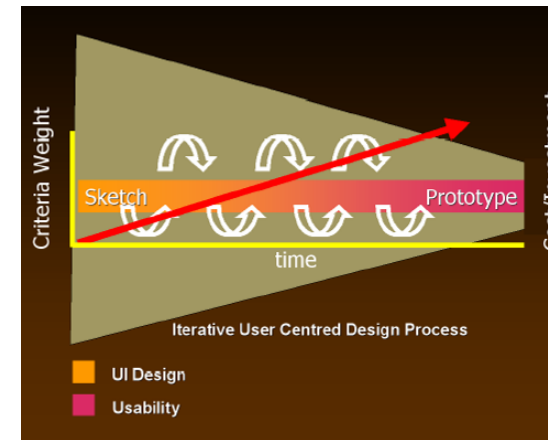 Criteria Weight
Sketch
Prototype
time
Iterative User Centred Design Process
UI Design
Usability